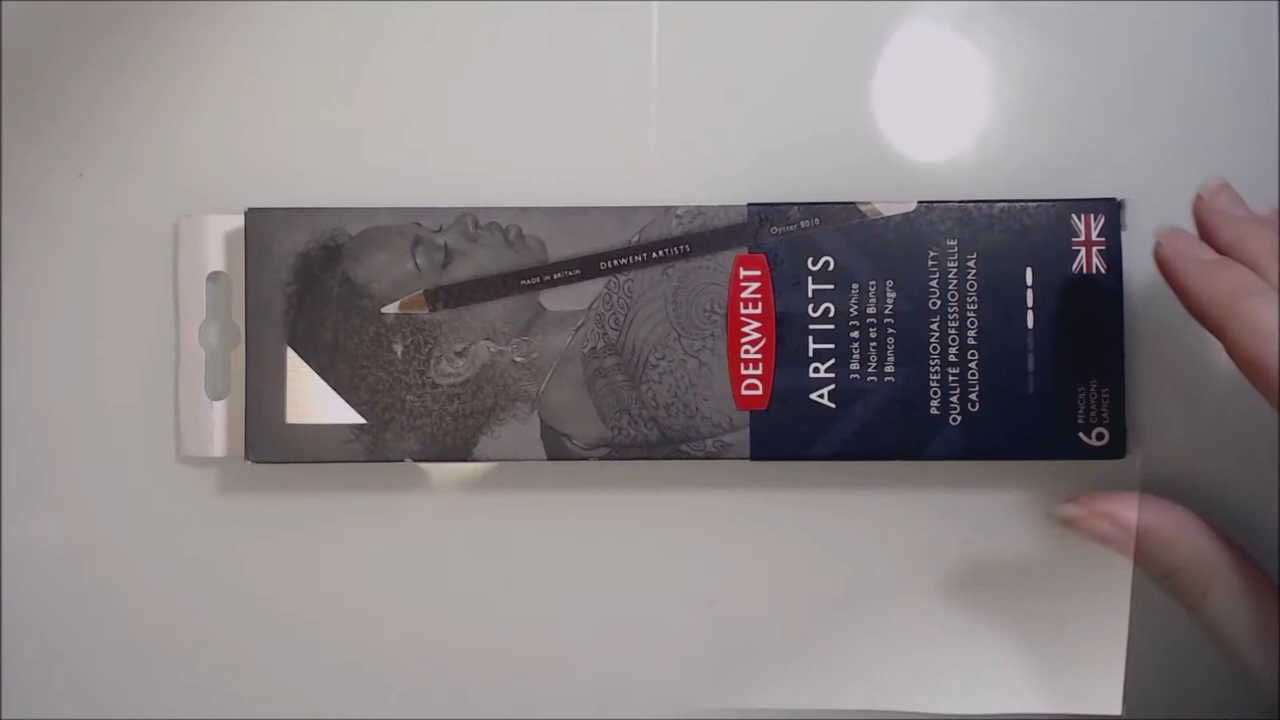 MADE IN BRITAIN DERWENT ARTISTS Oyster 8010
DERWENT
ARTISTS
3 Black & 3 White
3 Noirs et 3 Blancs
3 Blanco y 3 Negro
PROFESSIONAL QUALITY
QUALITÉ PROFESSIONNELLE
CALIDAD PROFESIONAL
6 PENCILS
CRAYONS
LÁPICES